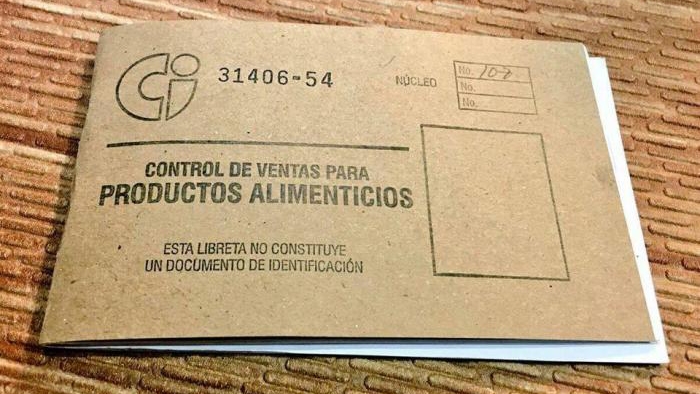 CCI
31406-54
NÚCLEO
No. 107
No.
No.
CONTROL DE VENTAS PARA
PRODUCTOS ALIMENTICIOS
ESTA LIBRETA NO CONSTITUYE
UN DOCUMENTO DE IDENTIFICACIÓN